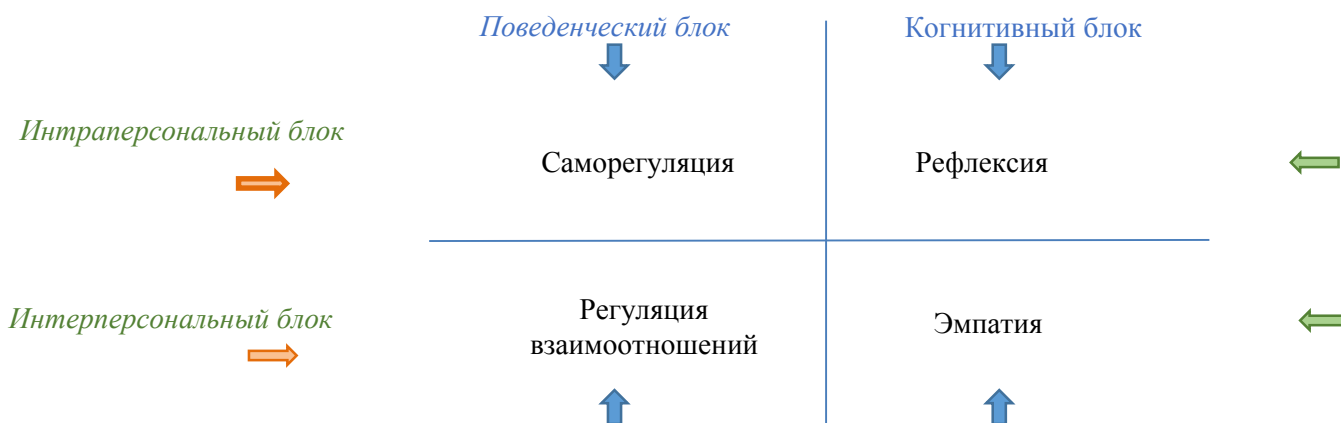 Поведенческий блок
Когнитивный блок
Интраперсональный блок
Саморегуляция
Рефлексия
Интерперсональный блок
Регуляция
взаимоотношений
Эмпатия